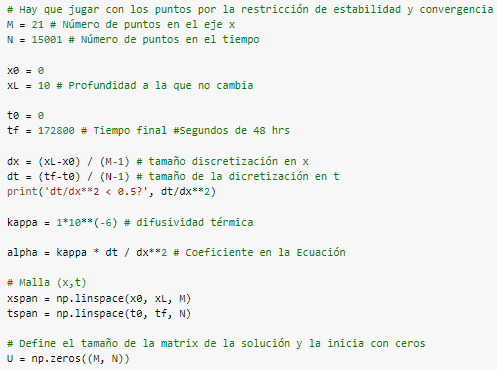 # Hay que jugar con los puntos por la restricción de estabilidad y convergencia
M = 21 # Número de puntos en el eje x
N = 15001 # Número de puntos en el tiempo
x0 = 0
xL = 10 # Profundidad a la que no cambia
t0 = 0
tf = 172800 # Tiempo final #Segundos de 48 hrs
dx = (xL-x0) / (M-1) # tamaño discretización en x
dt = (tf-t0) / (N-1) # tamaño de la dicretización en t
print('dt/dx**2 < 0.5?', dt/dx**2)
kappa = 1*10**(-6) # difusividad térmica
alpha = kappa * dt / dx**2 # Coeficiente en la Ecuación
# Malla (x,t)
xspan = np.linspace(x0, xL, M)
tspan = np.linspace(t0, tf, N)
# Define el tamaño de la matrix de la solución y la inicia con ceros
U = np.zeros((M, N))